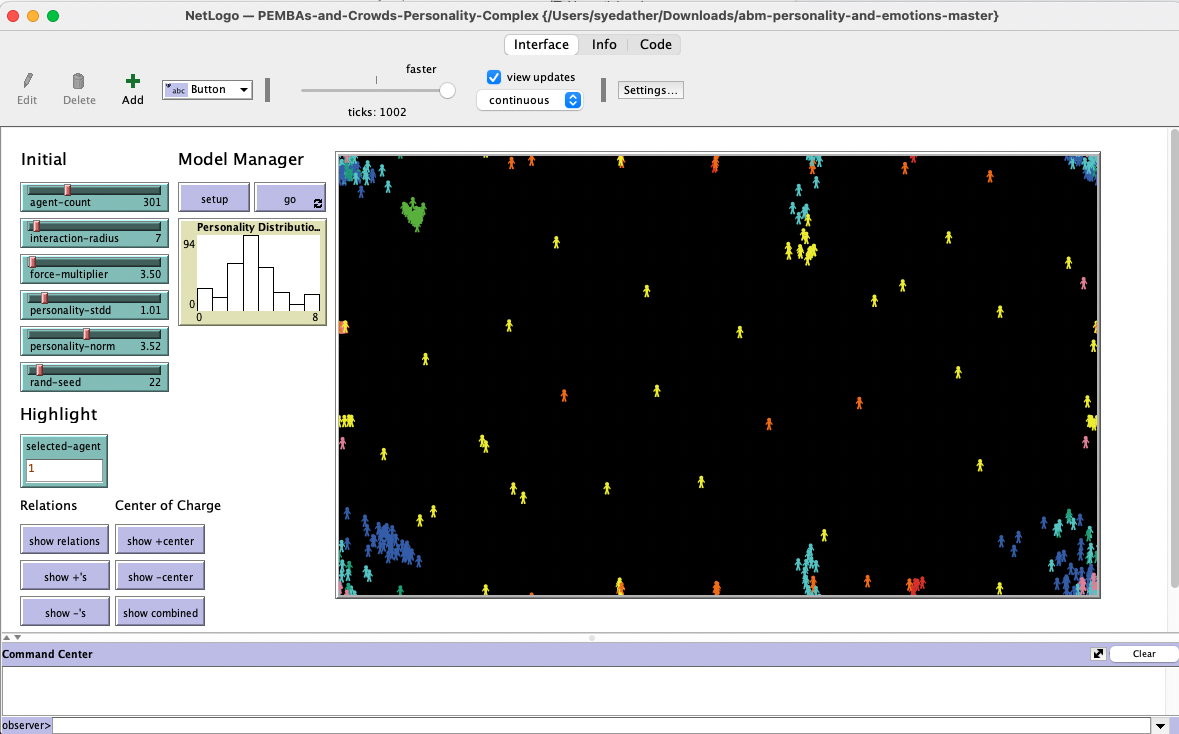 NetLogo — PEMBAs-and-Crowds-Personality-Complex {/Users/syedather/Downloads/abm-personality-and-emotions-master}
Interface Info Code
Edit Delete Add
abc Button
faster
ticks: 1002
view updates
continuous
Settings...
Initial
agent-count 301
interaction-radius 7
force-multiplier 3.50
personality-stdd 1.01
personality-norm 3.52
rand-seed 22
Model Manager
setup go
Personality Distributio...
94
0
0 8
Highlight
selected-agent
1
Relations Center of Charge
show relations show +center
show +'s show -center
show -'s show combined
Command Center
Clear
observer>